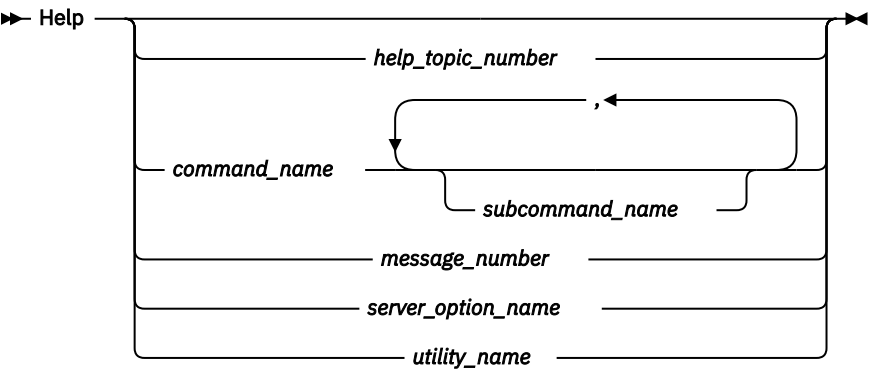 Help
help_topic_number
,
command_name
subcommand_name
message_number
server_option_name
utility_name